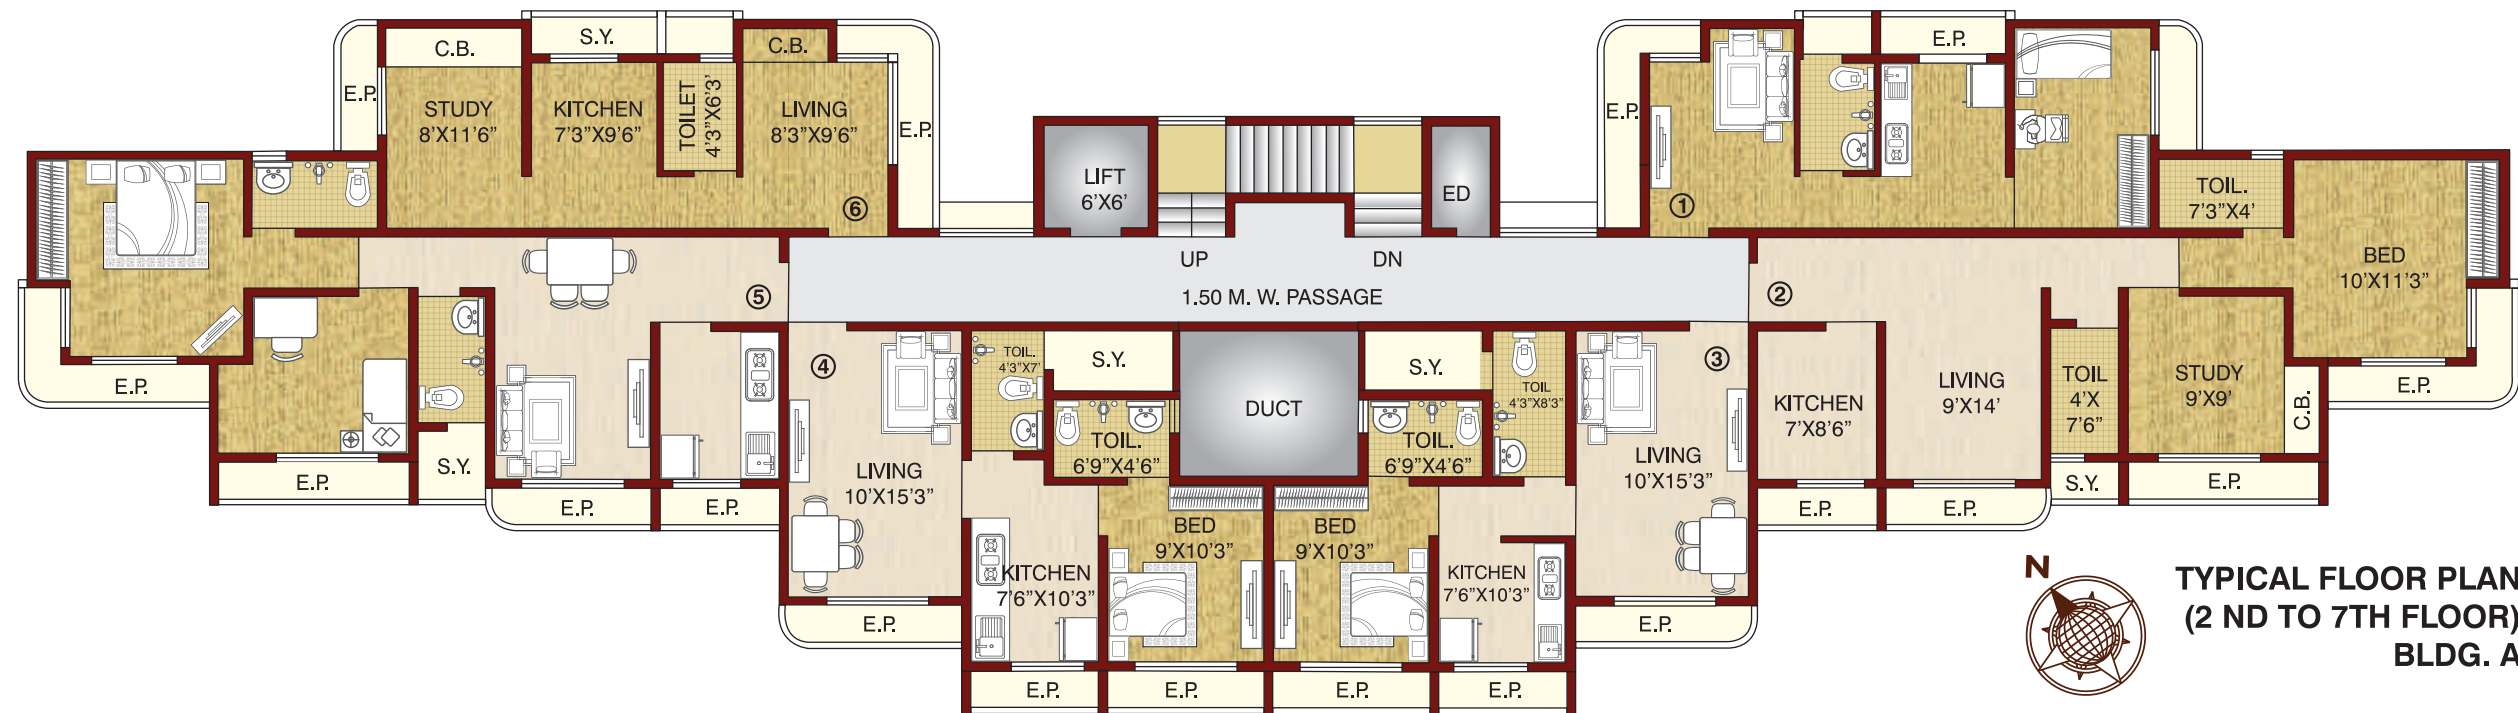 C.B.
S.Y.
C.B.
E.P.
E.P.
STUDY
8'X11'6"
KITCHEN
7'3"X9'6"
TOILET
4'3"X6'3'
LIVING
8'3"X9'6"
E.P.
E.P.
LIFT
6'X6'
ED
⑥
①
TOIL.
7'3"X4'
BED
10'X11'3"
UP
DN
1.50 M. W. PASSAGE
⑤
②
④
③
TOIL.
4'3"X7'
S.Y.
DUCT
S.Y.
TOIL
4'3"X8'3"
E.P.
E.P.
S.Y.
E.P.
E.P.
E.P.
LIVING
10'X15'3"
TOIL.
6'9"X4'6"
TOIL.
6'9"X4'6"
LIVING
10'X15'3"
KITCHEN
7'X8'6"
LIVING
9'X14'
TOIL
4'X
7'6"
STUDY
9'X9'
C.B.
E.P.
E.P.
E.P.
S.Y.
E.P.
KITCHEN
7'6"X10'3"
BED
9'X10'3"
BED
9'X10'3"
KITCHEN
7'6"X10'3"
E.P.
E.P.
E.P.
E.P.
E.P.
E.P.
N
TYPICAL FLOOR PLAN
(2 ND TO 7TH FLOOR)
BLDG. A